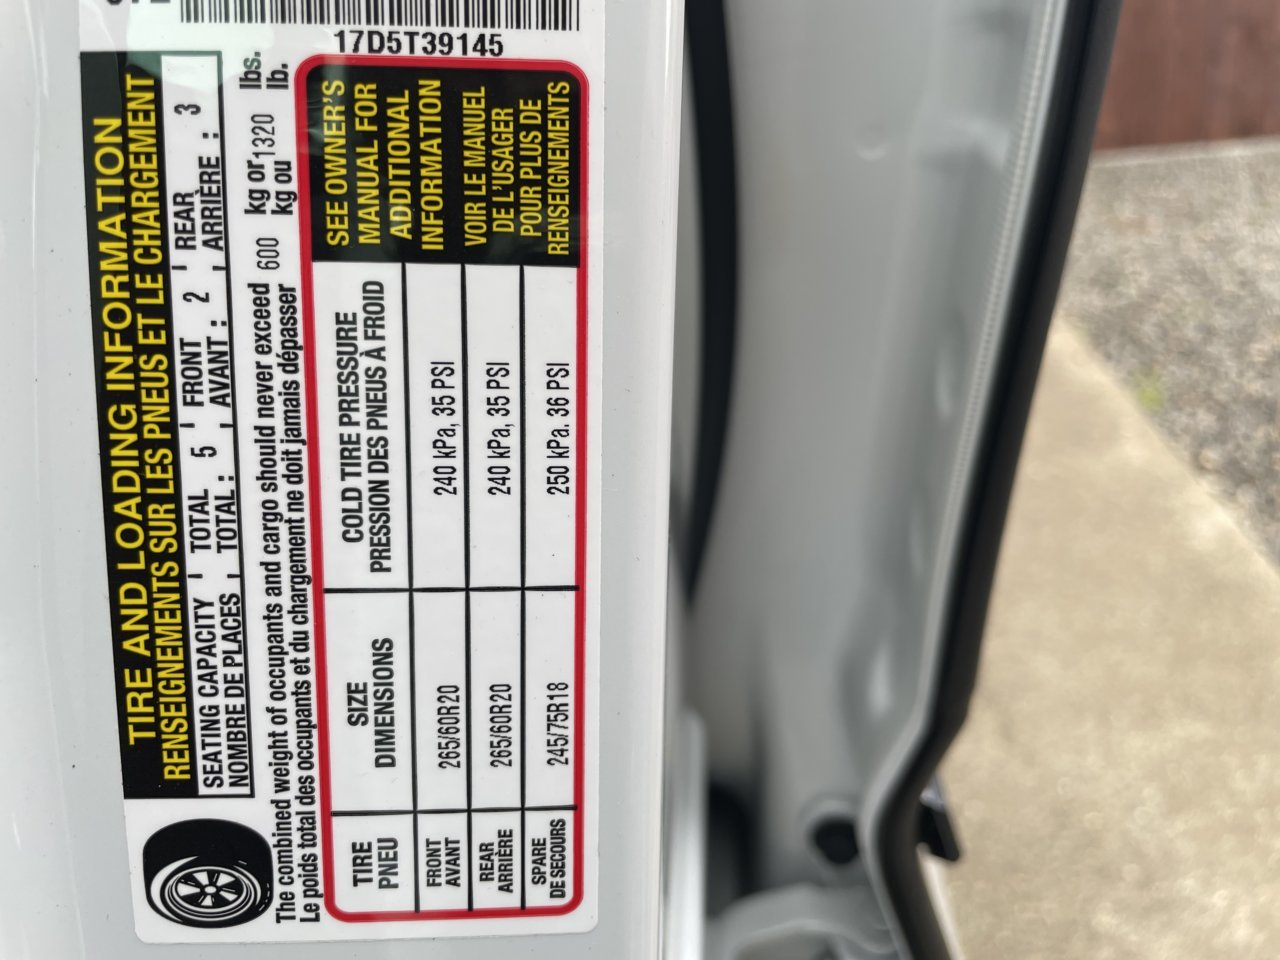 17D5T39145
TIRE AND LOADING INFORMATION
RENSEIGNEMENTS SUR LES PNEUS ET LE CHARGEMENT
SEATING CAPACITY TOTAL 5 FRONT 2 REAR 3
NOMBRE DE PLACES TOTAL : AVANT : ARRIÈRE :
The combined weight of occupants and cargo should never exceed 600 kg or 1320 lbs.
Le poids total des occupants et du chargement ne doit jamais dépasser kg ou lb.
TIRE SIZE COLD TIRE PRESSURE
PNEU DIMENSIONS PRESSION DES PNEUS À FROID
FRONT
AVANT 265/60R20 240 kPa, 35 PSI
REAR
ARRIÈRE 265/60R20 240 kPa, 35 PSI
SPARE
DE SECOURS 245/75R18 250 kPa. 36 PSI
SEE OWNER'S
MANUAL FOR
ADDITIONAL
INFORMATION
VOIR LE MANUEL
DE L'USAGER
POUR PLUS DE
RENSEIGNEMENTS